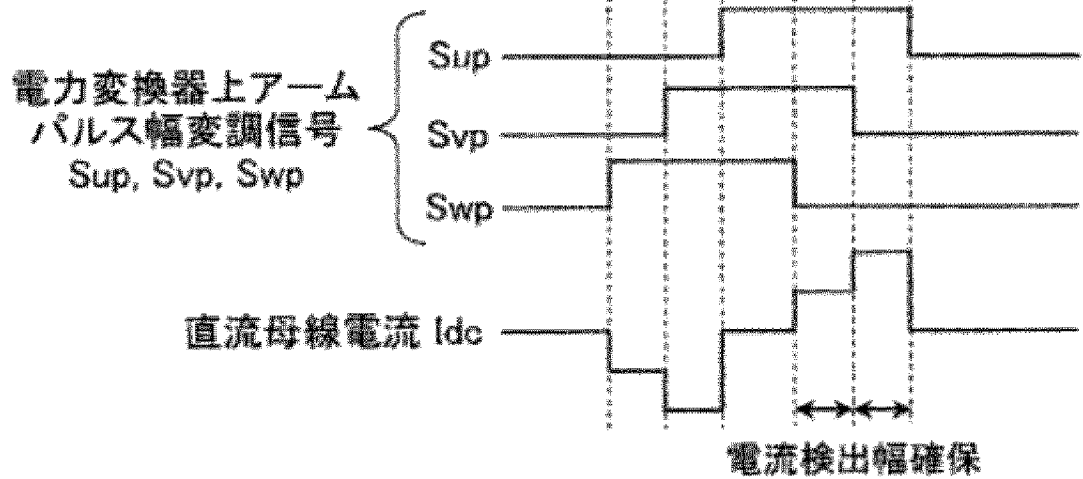 電力変換器上アーム
パルス幅変調信号
Sup, Svp, Swp
Sup
Svp
Swp
直流母線電流 Idc
電流検出幅確保